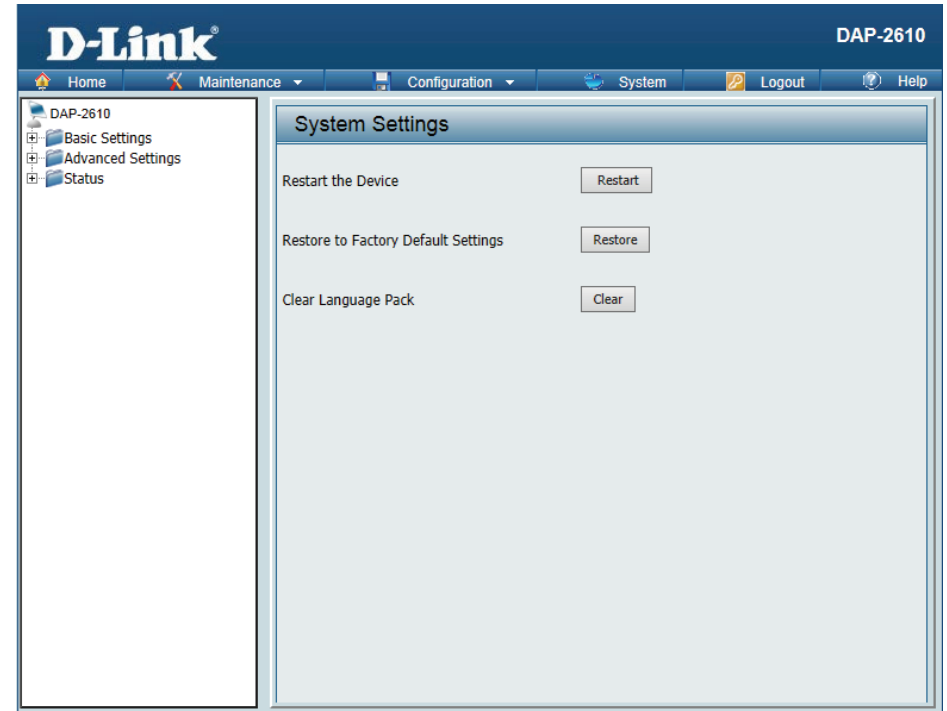 D-Link®
DAP-2610
Home Maintenance Configuration System Logout Help
DAP-2610
Basic Settings
Advanced Settings
Status
System Settings
Restart the Device Restart
Restore to Factory Default Settings Restore
Clear Language Pack Clear